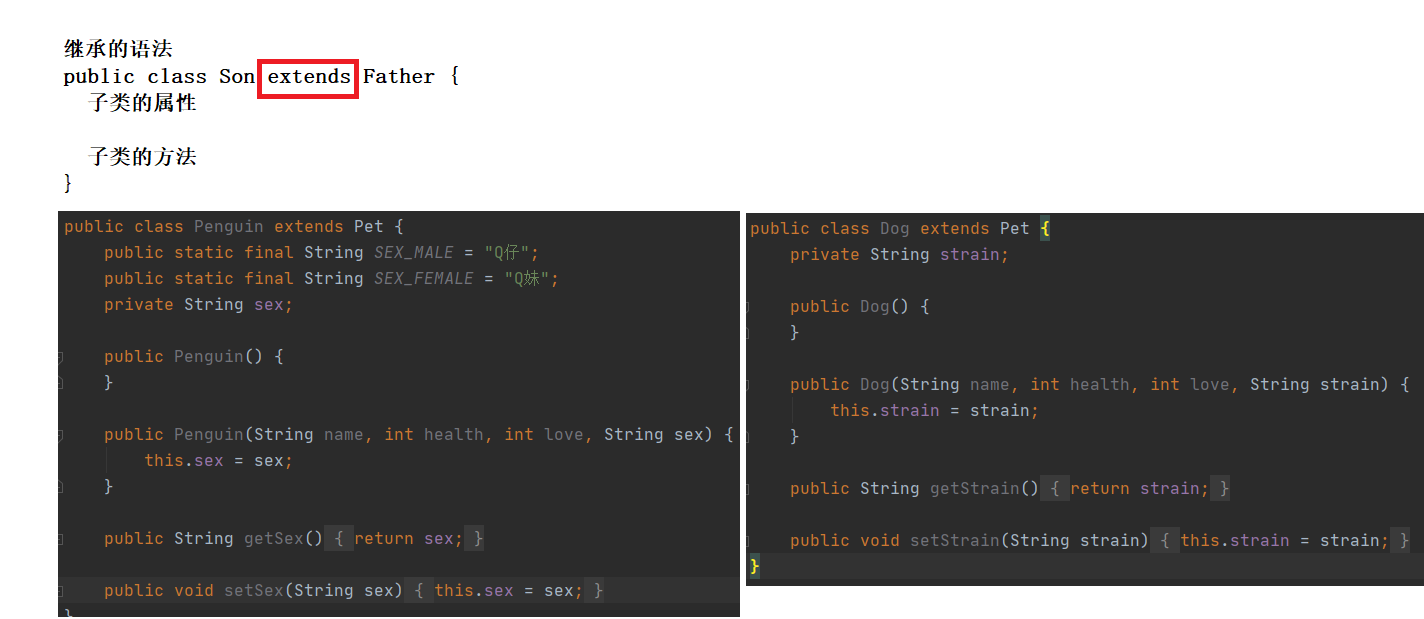 继承的语法
public class Son extends Father {
子类的属性
子类的方法
}
public class Penguin extends Pet {
public static final String SEX_MALE = "Q仔";
public static final String SEX_FEMALE = "Q妹";
private String sex;
public Penguin() {
}
public Penguin(String name, int health, int love, String sex) {
this.sex = sex;
}
public String getSex() { return sex; }
public void setSex(String sex) { this.sex = sex; }
}
public class Dog extends Pet {
private String strain;
public Dog() {
}
public Dog(String name, int health, int love, String strain) {
this.strain = strain;
}
public String getStrain() { return strain; }
public void setStrain(String strain) { this.strain = strain; }
}